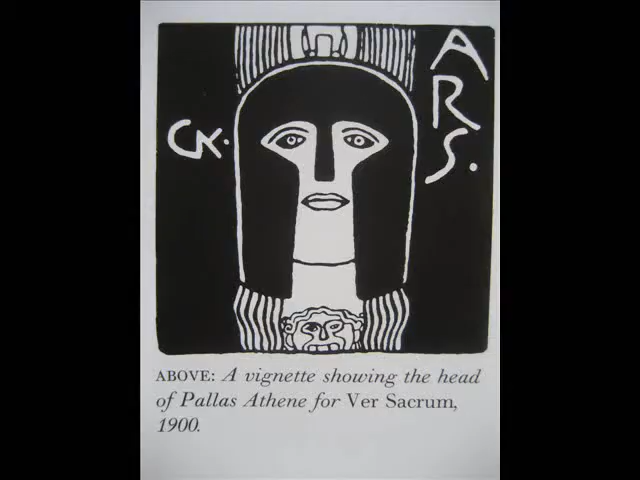 GK.
ARS.
ABOVE: A vignette showing the head
of Pallas Athene for Ver Sacrum,
1900.